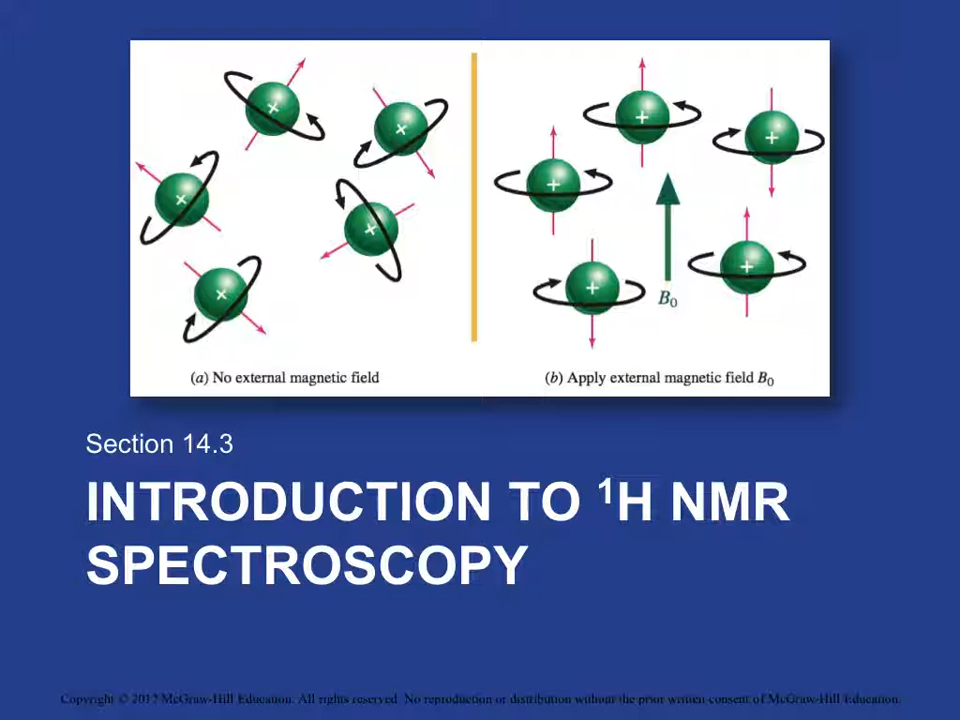 +
+
+
+
+
+
+
+
+
+
B₀
(a) No external magnetic field
(b) Apply external magnetic field B₀
Section 14.3
INTRODUCTION TO ¹H NMR
SPECTROSCOPY
Copyright © 2017 McGraw-Hill Education. All rights reserved. No reproduction or distribution without the prior written consent of McGraw-Hill Education.